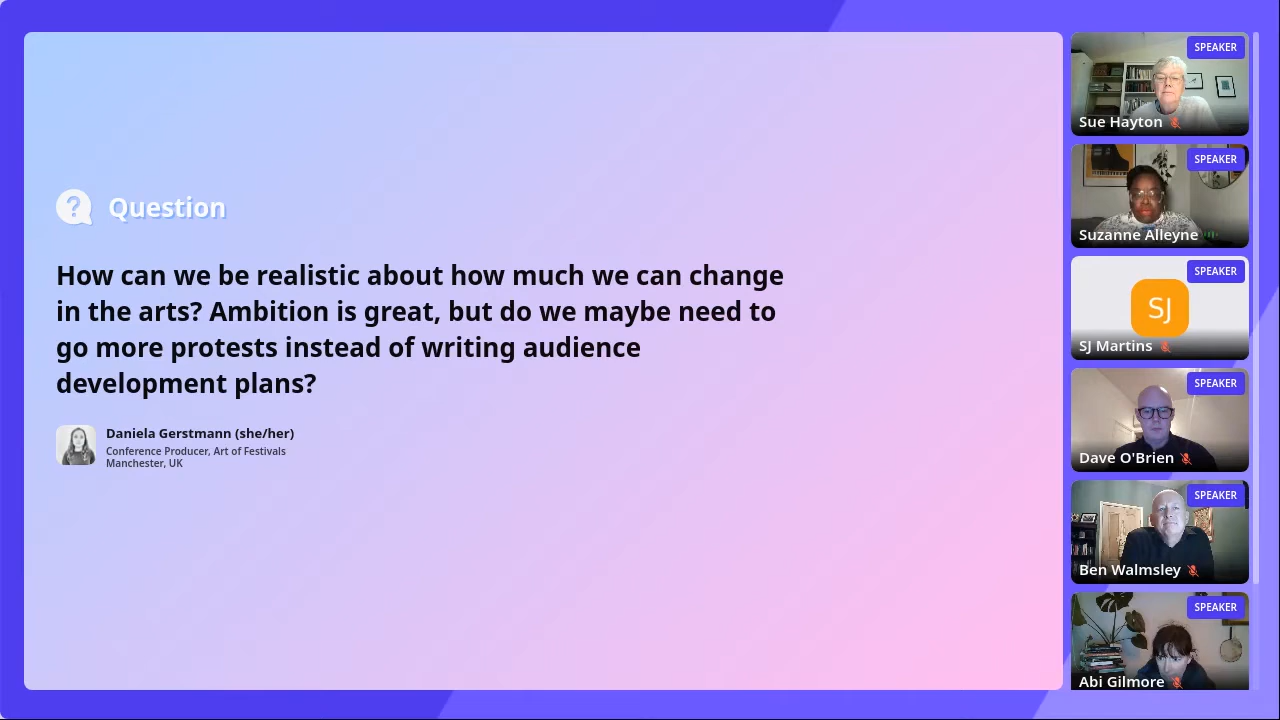 Question
How can we be realistic about how much we can change
in the arts? Ambition is great, but do we maybe need to
go more protests instead of writing audience
development plans?
Daniela Gerstmann (she/her)
Conference Producer, Art of Festivals
Manchester, UK
SPEAKER
Sue Hayton
SPEAKER
Suzanne Alleyne
SPEAKER
SJ
SJ Martins
SPEAKER
Dave O'Brien
SPEAKER
Ben Walmsley
SPEAKER
Abi Gilmore